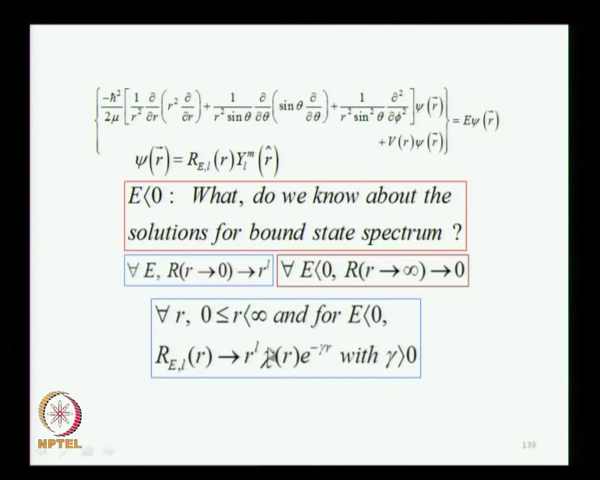 { -ℏ²/2μ [ 1/r² ∂/∂r ( r² ∂/∂r ) + 1/(r² sin θ) ∂/∂θ ( sin θ ∂/∂θ ) + 1/(r² sin² θ) ∂²/∂φ² ] ψ(r⃗) + V(r)ψ(r⃗) } = Eψ(r⃗)
ψ(r⃗) = R_{E,l}(r) Y_l^m(r̂)
E⟨0 : What, do we know about the
solutions for bound state spectrum ?
∀ E, R(r → 0) → r^l
∀ E⟨0, R(r → ∞) → 0
∀ r, 0 ≤ r⟨∞ and for E⟨0,
R_{E,l}(r) → r^l χ(r)e^{−γr} with γ⟩0
NPTEL
139